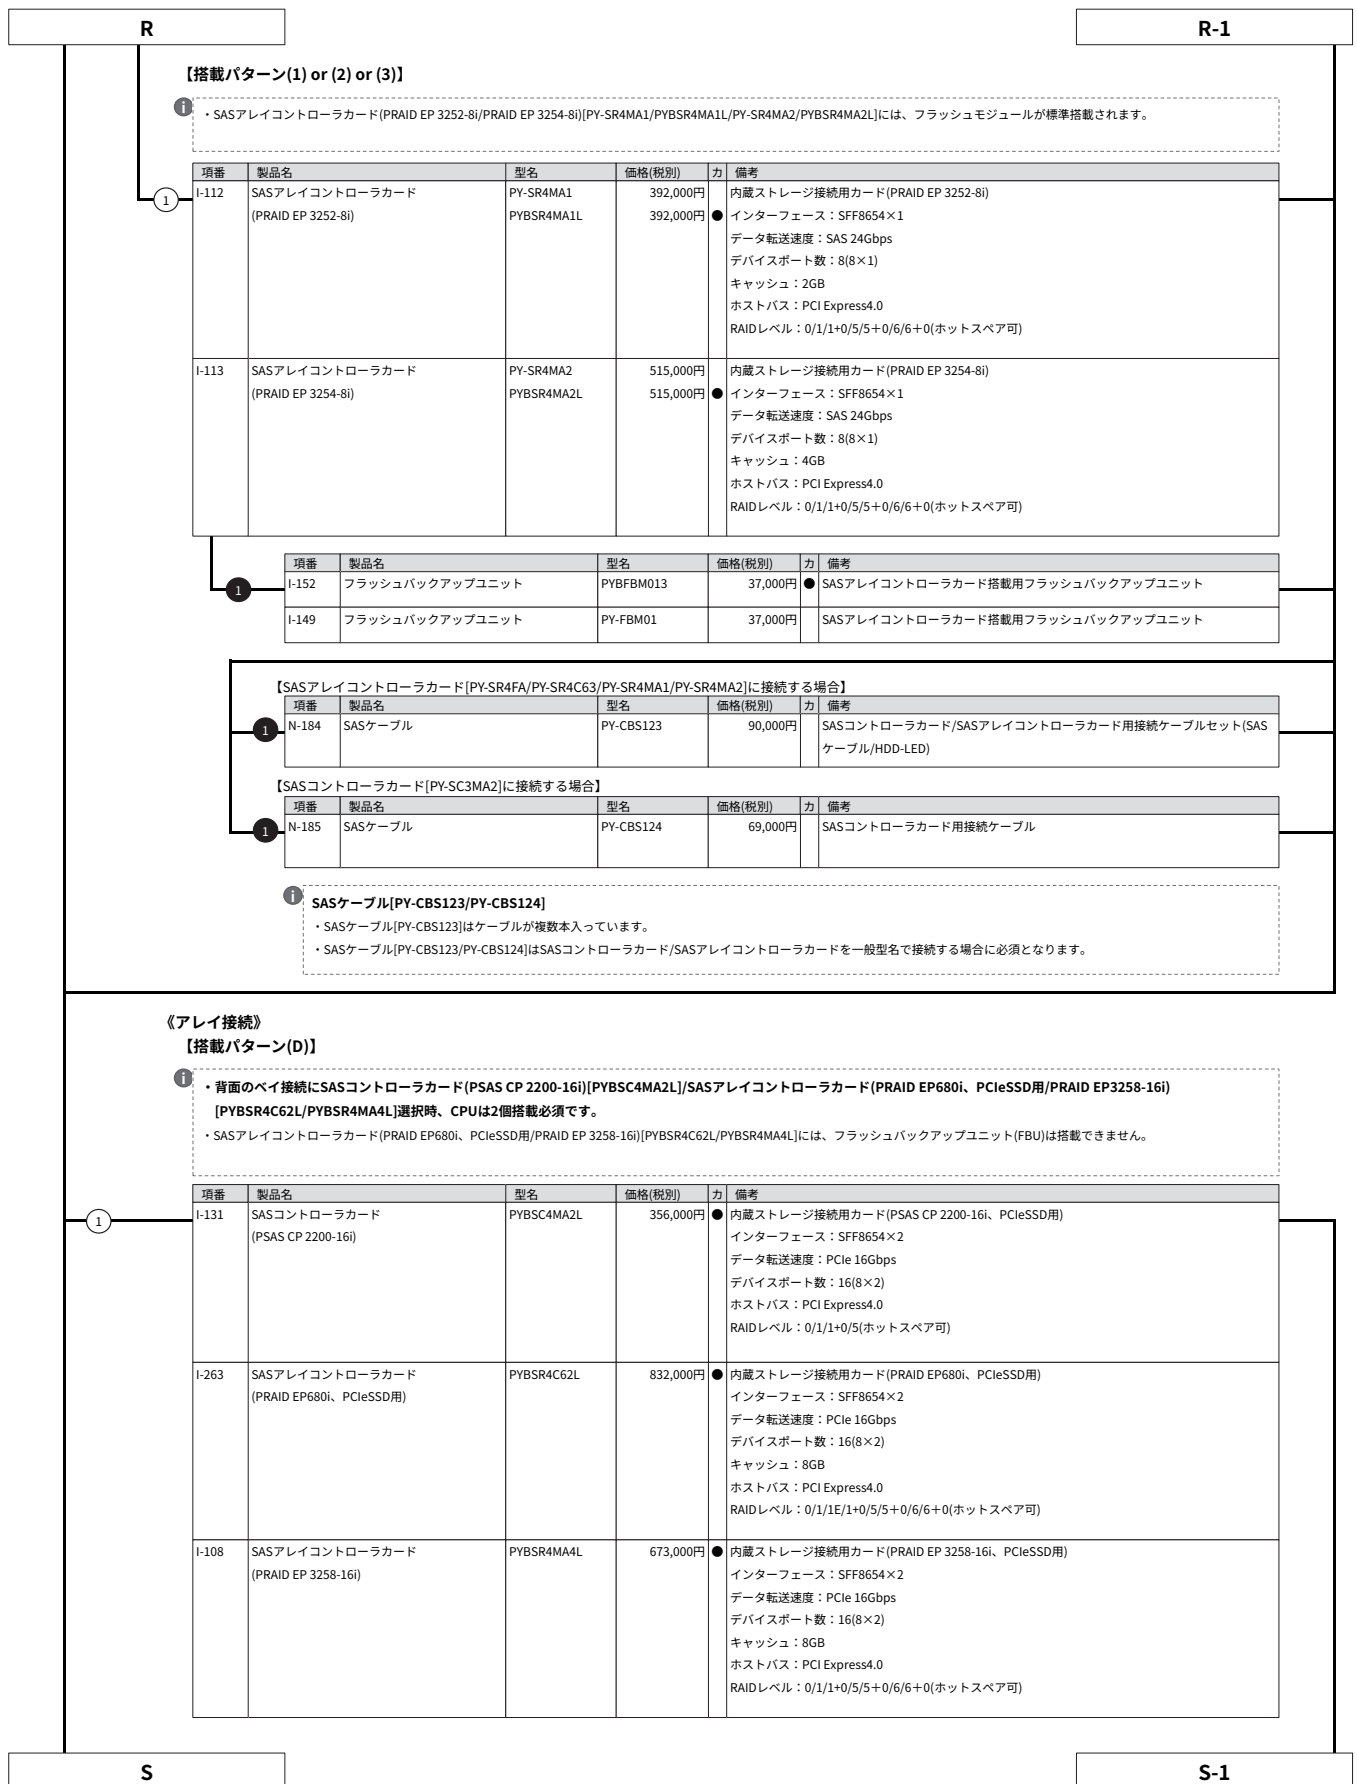 R
R-1
【搭載パターン(1) or (2) or (3)】
i
・SASアレイコントローラカード(PRAID EP 3252-8i/PRAID EP 3254-8i)[PY-SR4MA1/PYBSR4MA1L/PY-SR4MA2/PYBSR4MA2L]には、フラッシュモジュールが標準搭載されます。
項番 製品名 型名 価格(税別) カ 備考
1
I-112 SASアレイコントローラカード PY-SR4MA1 392,000円 内蔵ストレージ接続用カード(PRAID EP 3252-8i)
(PRAID EP 3252-8i) PYBSR4MA1L 392,000円 ● インターフェース：SFF8654×1
データ転送速度：SAS 24Gbps
デバイスポート数：8(8×1)
キャッシュ：2GB
ホストバス：PCI Express4.0
RAIDレベル：0/1/1+0/5/5＋0/6/6＋0(ホットスペア可)
I-113 SASアレイコントローラカード PY-SR4MA2 515,000円 内蔵ストレージ接続用カード(PRAID EP 3254-8i)
(PRAID EP 3254-8i) PYBSR4MA2L 515,000円 ● インターフェース：SFF8654×1
データ転送速度：SAS 24Gbps
デバイスポート数：8(8×1)
キャッシュ：4GB
ホストバス：PCI Express4.0
RAIDレベル：0/1/1+0/5/5＋0/6/6＋0(ホットスペア可)
項番 製品名 型名 価格(税別) カ 備考
1
I-152 フラッシュバックアップユニット PYBFBM013 37,000円 ● SASアレイコントローラカード搭載用フラッシュバックアップユニット
I-149 フラッシュバックアップユニット PY-FBM01 37,000円 SASアレイコントローラカード搭載用フラッシュバックアップユニット
【SASアレイコントローラカード[PY-SR4FA/PY-SR4C63/PY-SR4MA1/PY-SR4MA2]に接続する場合】
項番 製品名 型名 価格(税別) カ 備考
1
N-184 SASケーブル PY-CBS123 90,000円 SASコントローラカード/SASアレイコントローラカード用接続ケーブルセット(SAS
ケーブル/HDD-LED)
【SASコントローラカード[PY-SC3MA2]に接続する場合】
項番 製品名 型名 価格(税別) カ 備考
1
N-185 SASケーブル PY-CBS124 69,000円 SASコントローラカード用接続ケーブル
i
SASケーブル[PY-CBS123/PY-CBS124]
・SASケーブル[PY-CBS123]はケーブルが複数本入っています。
・SASケーブル[PY-CBS123/PY-CBS124]はSASコントローラカード/SASアレイコントローラカードを一般型名で接続する場合に必須となります。
《アレイ接続》
【搭載パターン(D)】
i
・背面のベイ接続にSASコントローラカード(PSAS CP 2200-16i)[PYBSC4MA2L]/SASアレイコントローラカード(PRAID EP680i、PCIeSSD用/PRAID EP3258-16i)
[PYBSR4C62L/PYBSR4MA4L]選択時、CPUは2個搭載必須です。
・SASアレイコントローラカード(PRAID EP680i、PCIeSSD用/PRAID EP 3258-16i)[PYBSR4C62L/PYBSR4MA4L]には、フラッシュバックアップユニット(FBU)は搭載できません。
項番 製品名 型名 価格(税別) カ 備考
1
I-131 SASコントローラカード PYBSC4MA2L 356,000円 ● 内蔵ストレージ接続用カード(PSAS CP 2200-16i、PCIeSSD用)
(PSAS CP 2200-16i) インターフェース：SFF8654×2
データ転送速度：PCIe 16Gbps
デバイスポート数：16(8×2)
ホストバス：PCI Express4.0
RAIDレベル：0/1/1+0/5(ホットスペア可)
I-263 SASアレイコントローラカード PYBSR4C62L 832,000円 ● 内蔵ストレージ接続用カード(PRAID EP680i、PCIeSSD用)
(PRAID EP680i、PCIeSSD用) インターフェース：SFF8654×2
データ転送速度：PCIe 16Gbps
デバイスポート数：16(8×2)
キャッシュ：8GB
ホストバス：PCI Express4.0
RAIDレベル：0/1/1E/1+0/5/5＋0/6/6＋0(ホットスペア可)
I-108 SASアレイコントローラカード PYBSR4MA4L 673,000円 ● 内蔵ストレージ接続用カード(PRAID EP 3258-16i、PCIeSSD用)
(PRAID EP 3258-16i) インターフェース：SFF8654×2
データ転送速度：PCIe 16Gbps
デバイスポート数：16(8×2)
キャッシュ：8GB
ホストバス：PCI Express4.0
RAIDレベル：0/1/1+0/5/5＋0/6/6＋0(ホットスペア可)
S
S-1